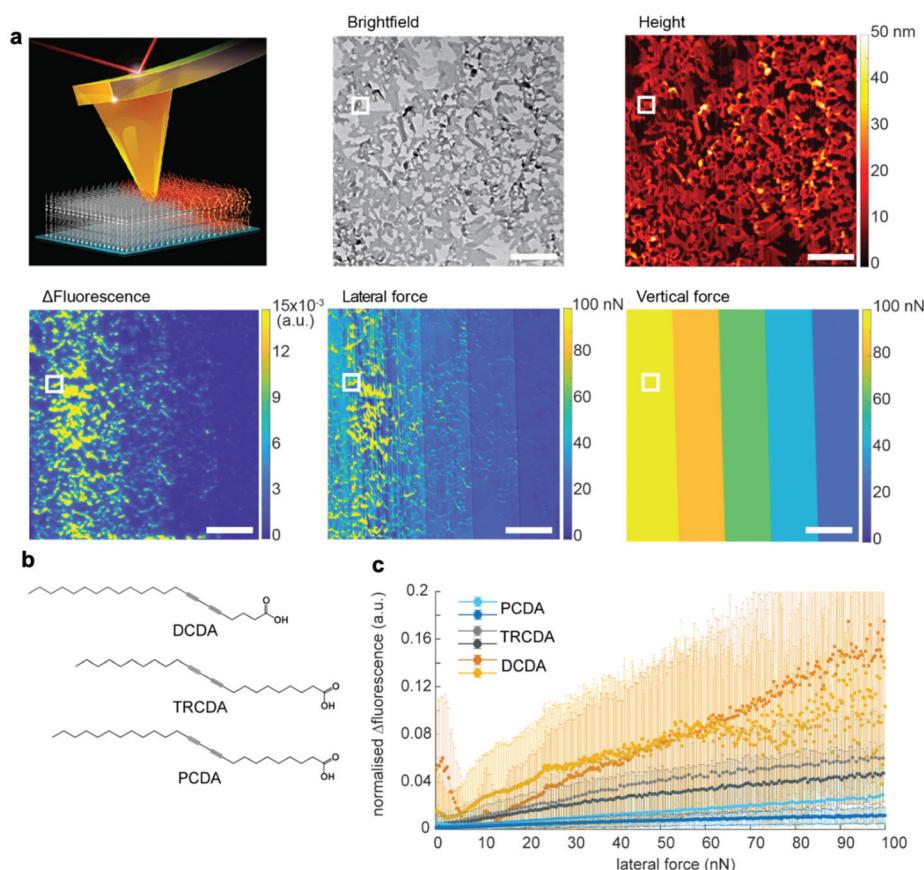 a
Brightfield
Height
50 nm
40
30
20
10
0
ΔFluorescence
15x10-3
(a.u.)
12
9
6
3
0
Lateral force
100 nN
80
60
40
20
0
Vertical force
100 nN
80
60
40
20
0
b
O
OH
DCDA
O
OH
TRCDA
O
OH
PCDA
c
normalised Δfluorescence (a.u.)
0.2
0.16
0.12
0.08
0.04
0
PCDA
TRCDA
DCDA
0 10 20 30 40 50 60 70 80 90 100
lateral force (nN)